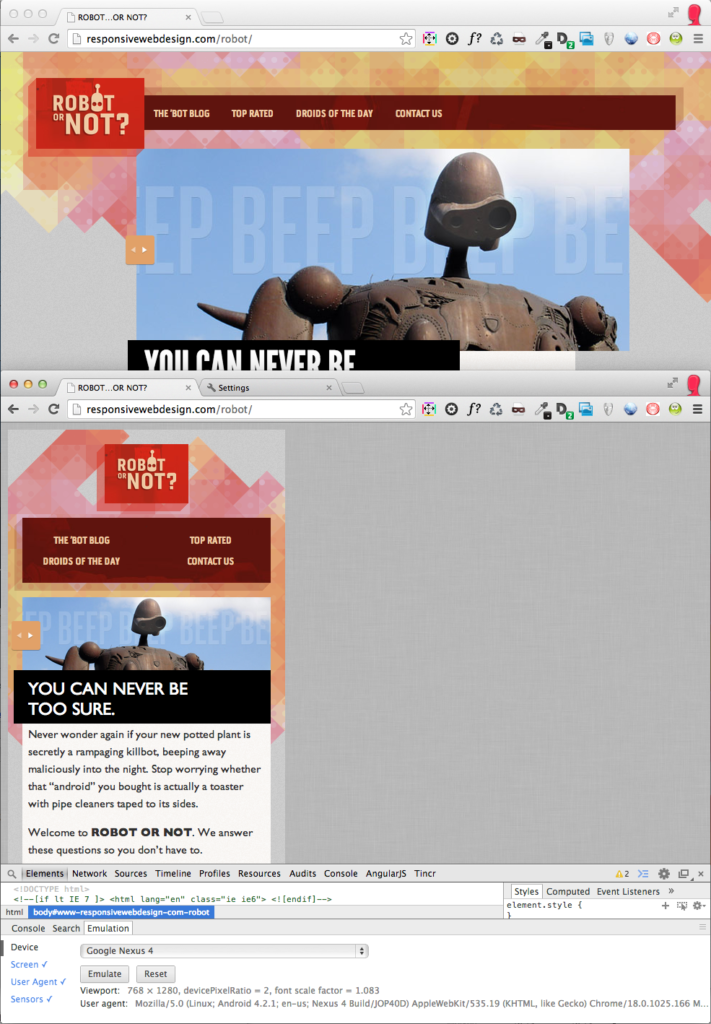 ROBOT...OR NOT?
responsivewebdesign.com/robot/
ROBOT
OR NOT?
THE 'BOT BLOG TOP RATED DROIDS OF THE DAY CONTACT US
EP BEEP BEEP BE
YOU CAN NEVER BE
ROBOT...OR NOT? Settings
responsivewebdesign.com/robot/
ROBOT
OR NOT?
THE 'BOT BLOG TOP RATED
DROIDS OF THE DAY CONTACT US
BEEP BEEP BEEP BEEP BE
YOU CAN NEVER BE
TOO SURE.
Never wonder again if your new potted plant is
secretly a rampaging killbot, beeping away
maliciously into the night. Stop worrying whether
that “android” you bought is actually a toaster
with pipe cleaners taped to its sides.
Welcome to ROBOT OR NOT. We answer
these questions so you don’t have to.
Elements Network Sources Timeline Profiles Resources Audits Console AngularJS Tincr 2
<!DOCTYPE html>
<!--[if lt IE 7 ]> <html lang="en" class="ie ie6"> <![endif]-->
html body#www-responsivewebdesign-com-robot
Styles Computed Event Listeners »
element.style {
}
Console Search Emulation
Device
Screen ✓
User Agent ✓
Sensors ✓
Google Nexus 4
Emulate Reset
Viewport: 768 × 1280, devicePixelRatio = 2, font scale factor = 1.083
User agent: Mozilla/5.0 (Linux; Android 4.2.1; en-us; Nexus 4 Build/JOP40D) AppleWebKit/535.19 (KHTML, like Gecko) Chrome/18.0.1025.166 M...